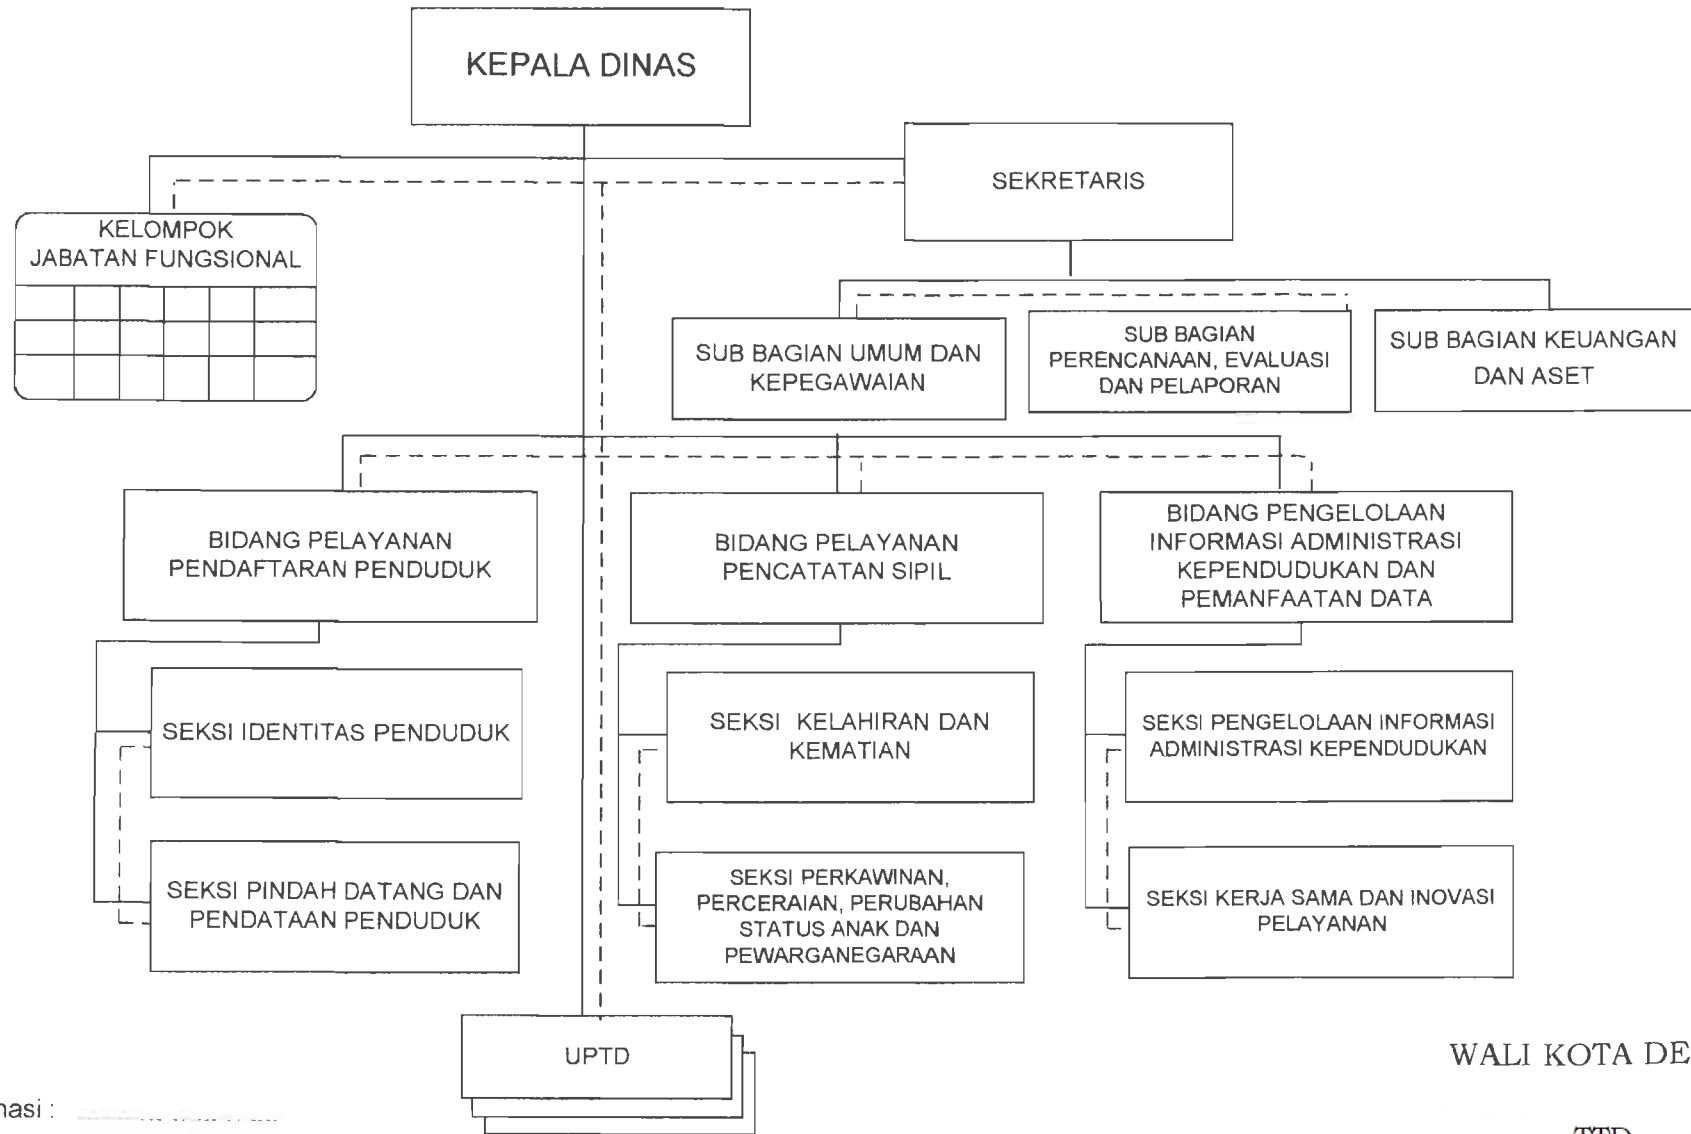 KEPALA DINAS
SEKRETARIS
KELOMPOK
JABATAN FUNGSIONAL
SUB BAGIAN UMUM DAN
KEPEGAWAIAN
SUB BAGIAN
PERENCANAAN, EVALUASI
DAN PELAPORAN
SUB BAGIAN KEUANGAN
DAN ASET
BIDANG PELAYANAN
PENDAFTARAN PENDUDUK
BIDANG PELAYANAN
PENCATATAN SIPIL
BIDANG PENGELOLAAN
INFORMASI ADMINISTRASI
KEPENDUDUKAN DAN
PEMANFAATAN DATA
SEKSI IDENTITAS PENDUDUK
SEKSI KELAHIRAN DAN
KEMATIAN
SEKSI PENGELOLAAN INFORMASI
ADMINISTRASI KEPENDUDUKAN
SEKSI PINDAH DATANG DAN
PENDATAAN PENDUDUK
SEKSI PERKAWINAN,
PERCERAIAN, PERUBAHAN
STATUS ANAK DAN
PEWARGANEGARAAN
SEKSI KERJA SAMA DAN INOVASI
PELAYANAN
UPTD
WALI KOTA DE
nasi :
TTD